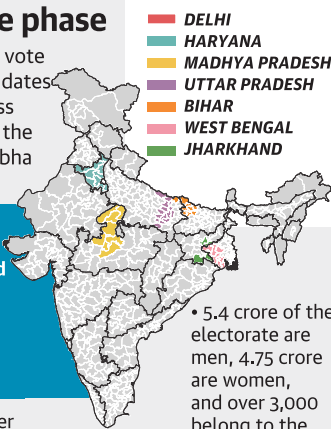 e phase
vote
dates
ss
the
bha
DELHI
HARYANA
MADHYA PRADESH
UTTAR PRADESH
BIHAR
WEST BENGAL
JHARKHAND
d
• 5.4 crore of the
electorate are
men, 4.75 crore
are women,
and over 3,000
belong to the
er